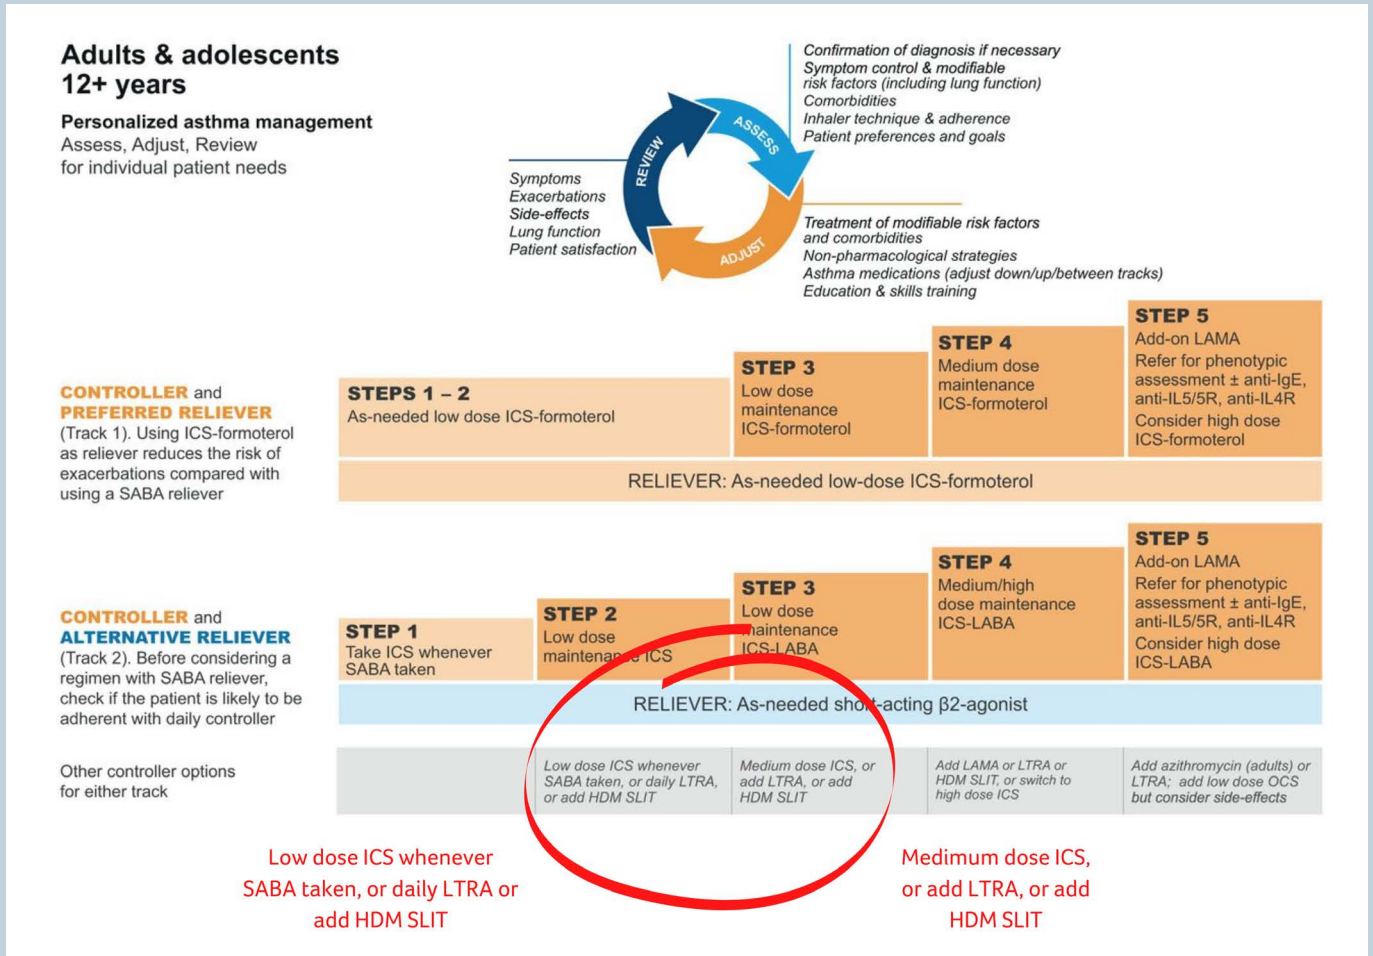 Adults & adolescents
12+ years
Personalized asthma management
Assess, Adjust, Review
for individual patient needs
Confirmation of diagnosis if necessary
Symptom control & modifiable
risk factors (including lung function)
Comorbidities
Inhaler technique & adherence
Patient preferences and goals
REVIEW
ASSESS
ADJUST
Symptoms
Exacerbations
Side-effects
Lung function
Patient satisfaction
Treatment of modifiable risk factors
and comorbidities
Non-pharmacological strategies
Asthma medications (adjust down/up/between tracks)
Education & skills training
CONTROLLER and
PREFERRED RELIEVER
(Track 1). Using ICS-formoterol
as reliever reduces the risk of
exacerbations compared with
using a SABA reliever
STEPS 1 – 2
As-needed low dose ICS-formoterol
STEP 3
Low dose
maintenance
ICS-formoterol
STEP 4
Medium dose
maintenance
ICS-formoterol
STEP 5
Add-on LAMA
Refer for phenotypic
assessment ± anti-IgE,
anti-IL5/5R, anti-IL4R
Consider high dose
ICS-formoterol
RELIEVER: As-needed low-dose ICS-formoterol
CONTROLLER and
ALTERNATIVE RELIEVER
(Track 2). Before considering a
regimen with SABA reliever,
check if the patient is likely to be
adherent with daily controller
STEP 1
Take ICS whenever
SABA taken
STEP 2
Low dose
maintenance ICS
STEP 3
Low dose
maintenance
ICS-LABA
STEP 4
Medium/high
dose maintenance
ICS-LABA
STEP 5
Add-on LAMA
Refer for phenotypic
assessment ± anti-IgE,
anti-IL5/5R, anti-IL4R
Consider high dose
ICS-LABA
RELIEVER: As-needed short-acting β2-agonist
Other controller options
for either track
Low dose ICS whenever
SABA taken, or daily LTRA,
or add HDM SLIT
Medium dose ICS, or
add LTRA, or add
HDM SLIT
Add LAMA or LTRA or
HDM SLIT, or switch to
high dose ICS
Add azithromycin (adults) or
LTRA; add low dose OCS
but consider side-effects
Low dose ICS whenever
SABA taken, or daily LTRA or
add HDM SLIT
Medimum dose ICS,
or add LTRA, or add
HDM SLIT